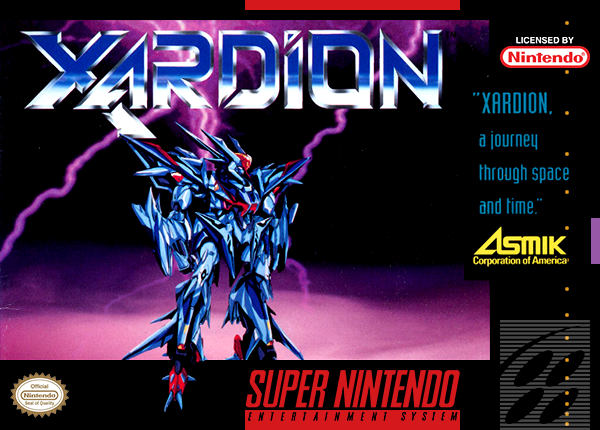 XARDION
LICENSED BY
Nintendo
"XARDION,
a journey
through space
and time."
ASMIK
Corporation of America
Official
Nintendo
Seal of Quality
SUPER NINTENDO
ENTERTAINMENT SYSTEM